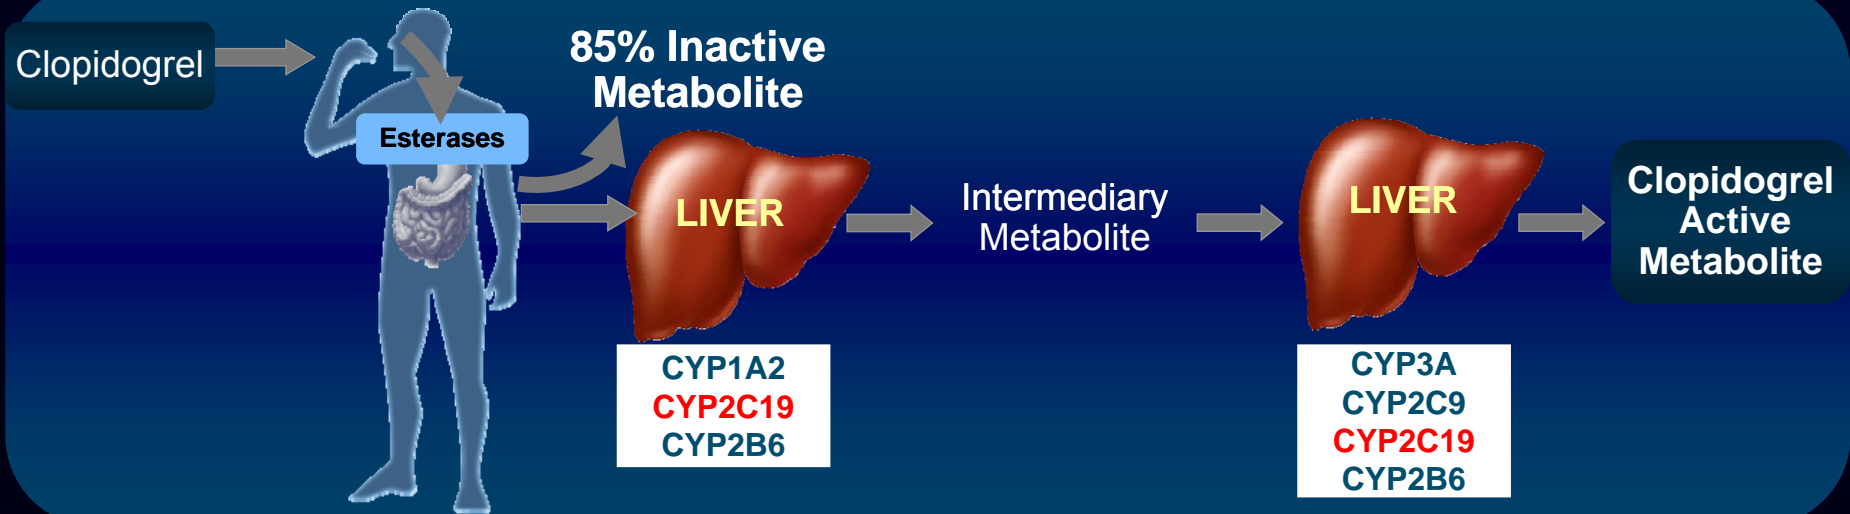 Clopidogrel
Esterases
85% Inactive
Metabolite
LIVER
CYP1A2
CYP2C19
CYP2B6
Intermediary
Metabolite
LIVER
CYP3A
CYP2C9
CYP2C19
CYP2B6
Clopidogrel
Active
Metabolite